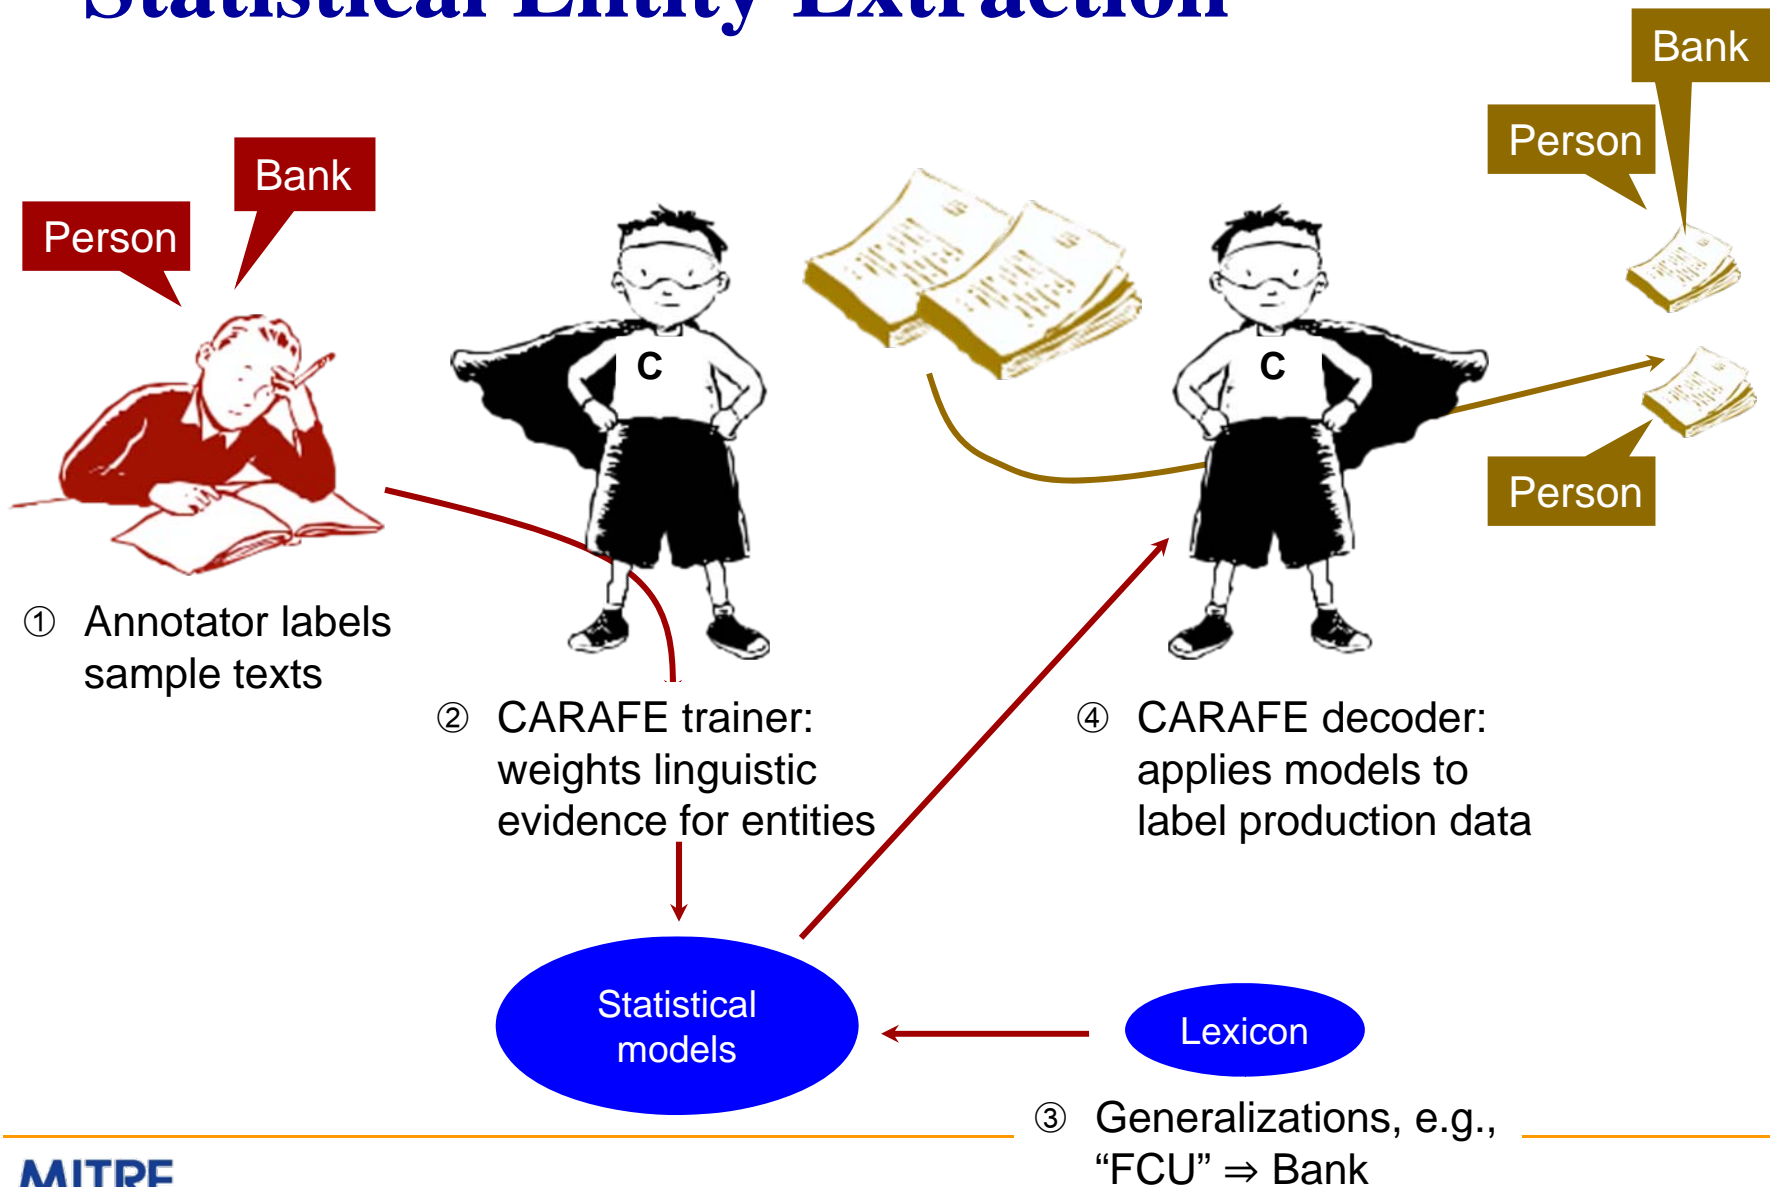 Statistical Entity Extraction
Bank
Person
Bank
Person
C
C
Person
① Annotator labels
sample texts
② CARAFE trainer:
weights linguistic
evidence for entities
④ CARAFE decoder:
applies models to
label production data
Statistical
models
Lexicon
③ Generalizations, e.g.,
“FCU” ⇒ Bank
MITRE